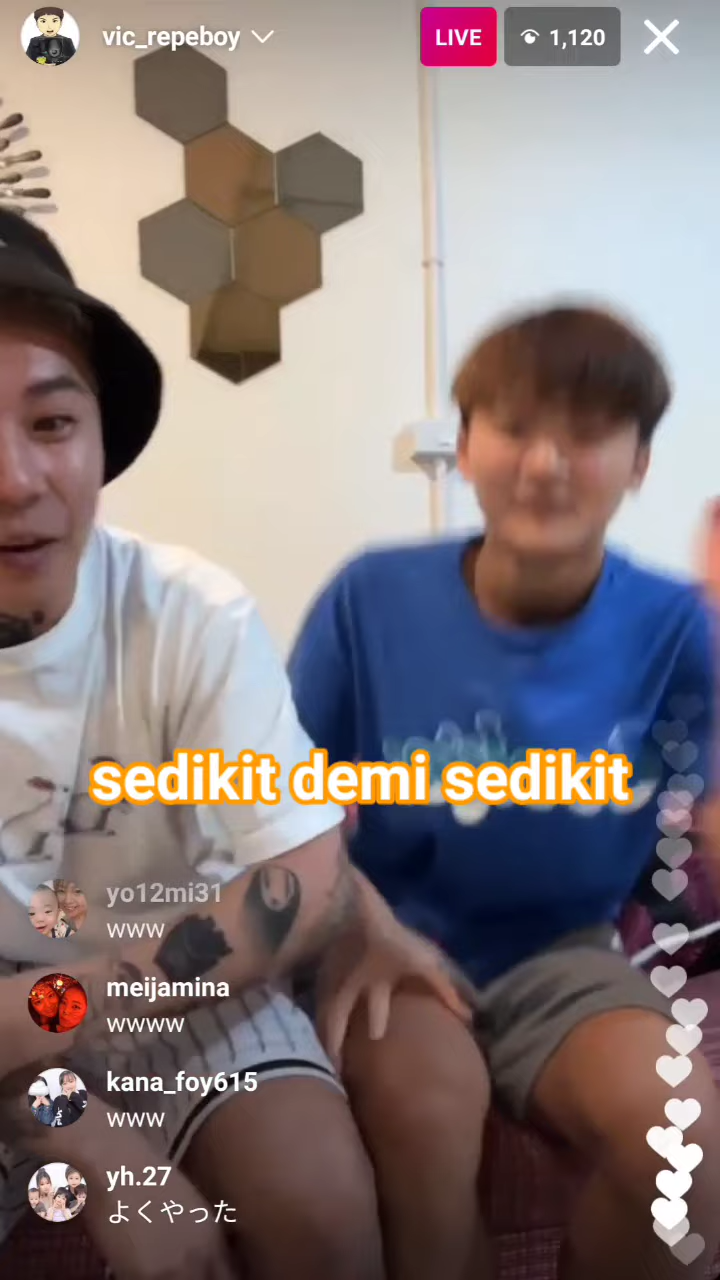 vic_repeboy
LIVE
1,120
sedikit demi sedikit
yo12mi31
www
meijamina
wwww
kana_foy615
www
yh.27
よくやった